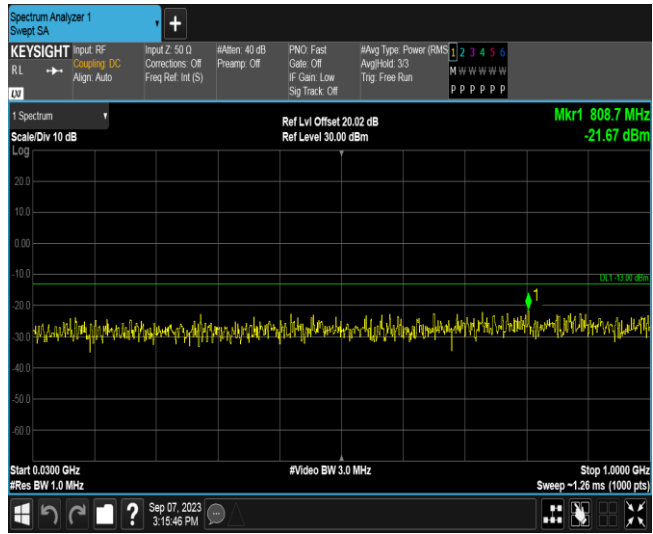 Spectrum Analyzer 1
Swept SA
+
KEYSIGHT Input: RF Input Z: 50 Ω #Atten: 40 dB PNO: Fast #Avg Type: Power (RMS 1 2 3 4 5 6
RL Coupling: DC Corrections: Off Preamp: Off Gate: Off Avg|Hold: 3/3 M W W W W W
Align: Auto Freq Ref: Int (S) IF Gain: Low Trig: Free Run
Sig Track: Off P P P P P P
LXI
1 Spectrum Ref Lvl Offset 20.02 dB Mkr1 808.7 MHz
Scale/Div 10 dB Ref Level 30.00 dBm -21.67 dBm
Log
20.0
10.0
0.00
-10.0 DL1 -13.00 dBm
1
-20.0
-30.0
-40.0
-50.0
-60.0
Start 0.0300 GHz #Video BW 3.0 MHz Stop 1.0000 GHz
#Res BW 1.0 MHz Sweep ~1.26 ms (1000 pts)
? Sep 07, 2023
3:15:46 PM